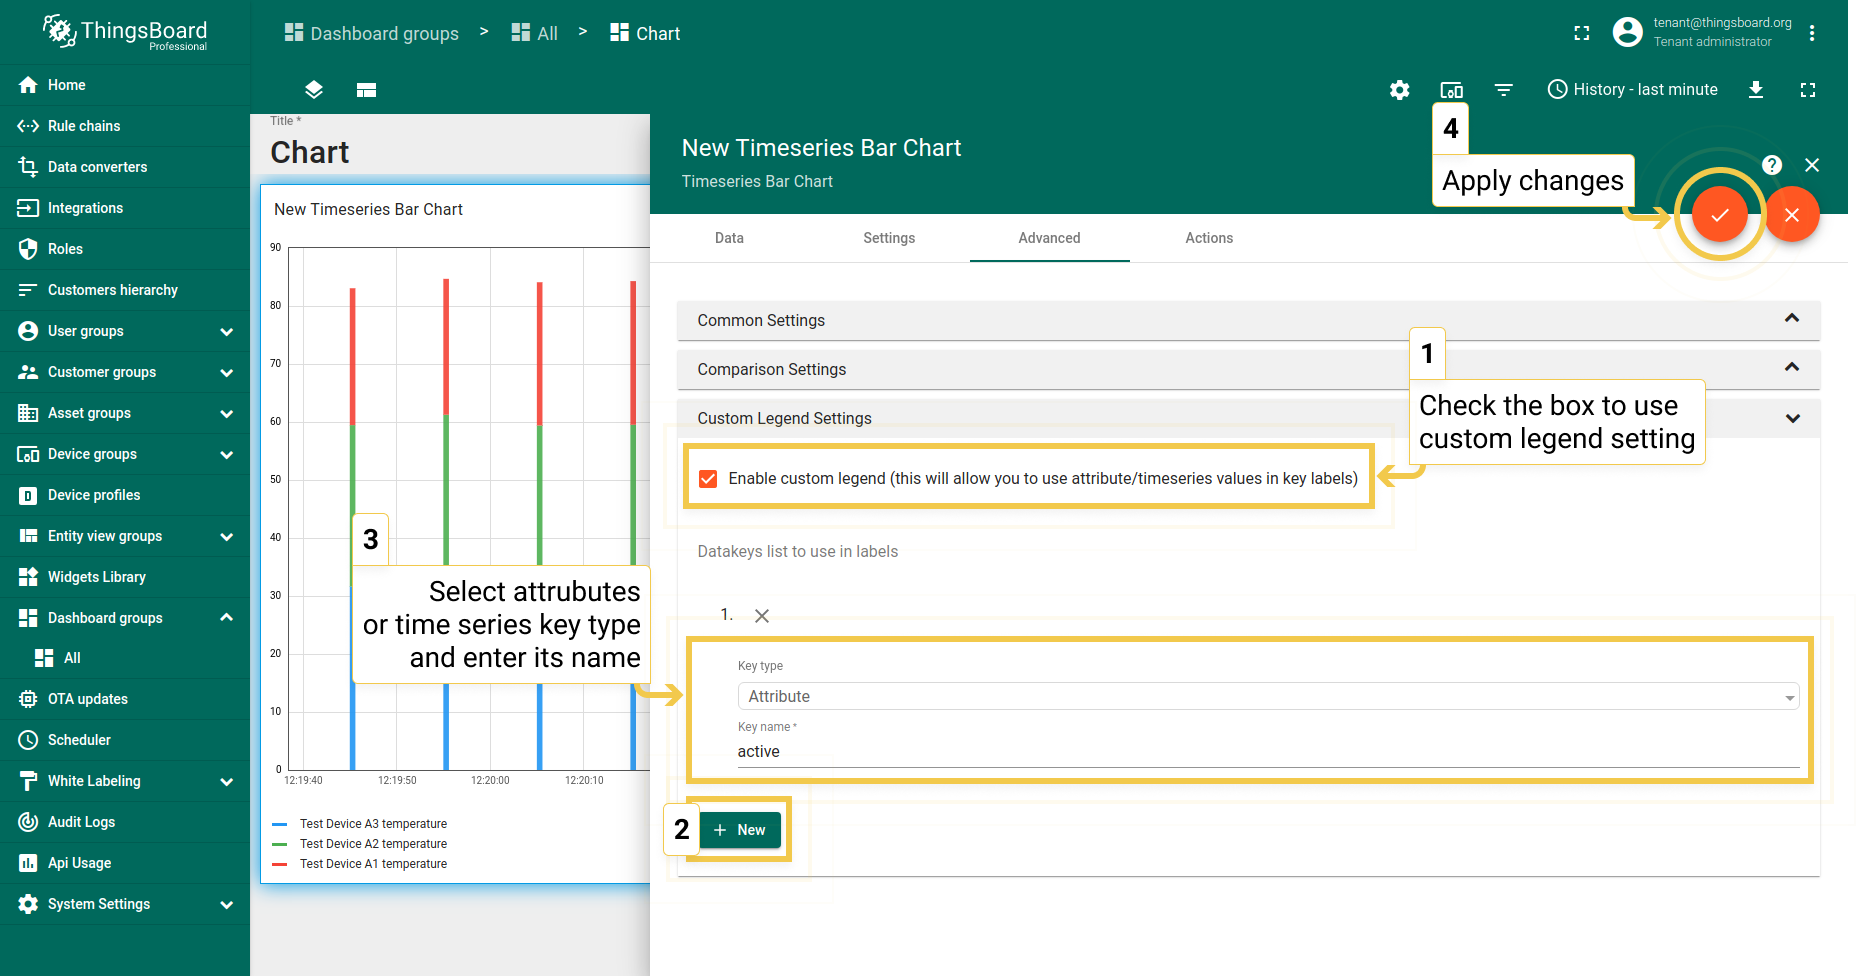 ThingsBoard
Professional
Dashboard groups > All > Chart
tenant@thingsboard.org
Tenant administrator
Home
Rule chains
Data converters
Integrations
Roles
Customers hierarchy
User groups
Customer groups
Asset groups
Device groups
Device profiles
Entity view groups
Widgets Library
Dashboard groups
All
OTA updates
Scheduler
White Labeling
Audit Logs
Api Usage
System Settings
History - last minute
Title *
Chart
New Timeseries Bar Chart
90
80
70
60
50
40
30
20
10
0
12:19:40 12:19:50 12:20:00 12:20:10
Test Device A3 temperature
Test Device A2 temperature
Test Device A1 temperature
New Timeseries Bar Chart
Timeseries Bar Chart
4
Apply changes
Data Settings Advanced Actions
Common Settings
Comparison Settings
Custom Legend Settings
1
Check the box to use
custom legend setting
Enable custom legend (this will allow you to use attribute/timeseries values in key labels)
Datakeys list to use in labels
1.
3
Select attrubutes
or time series key type
and enter its name
Key type
Attribute
Key name *
active
2
+ New